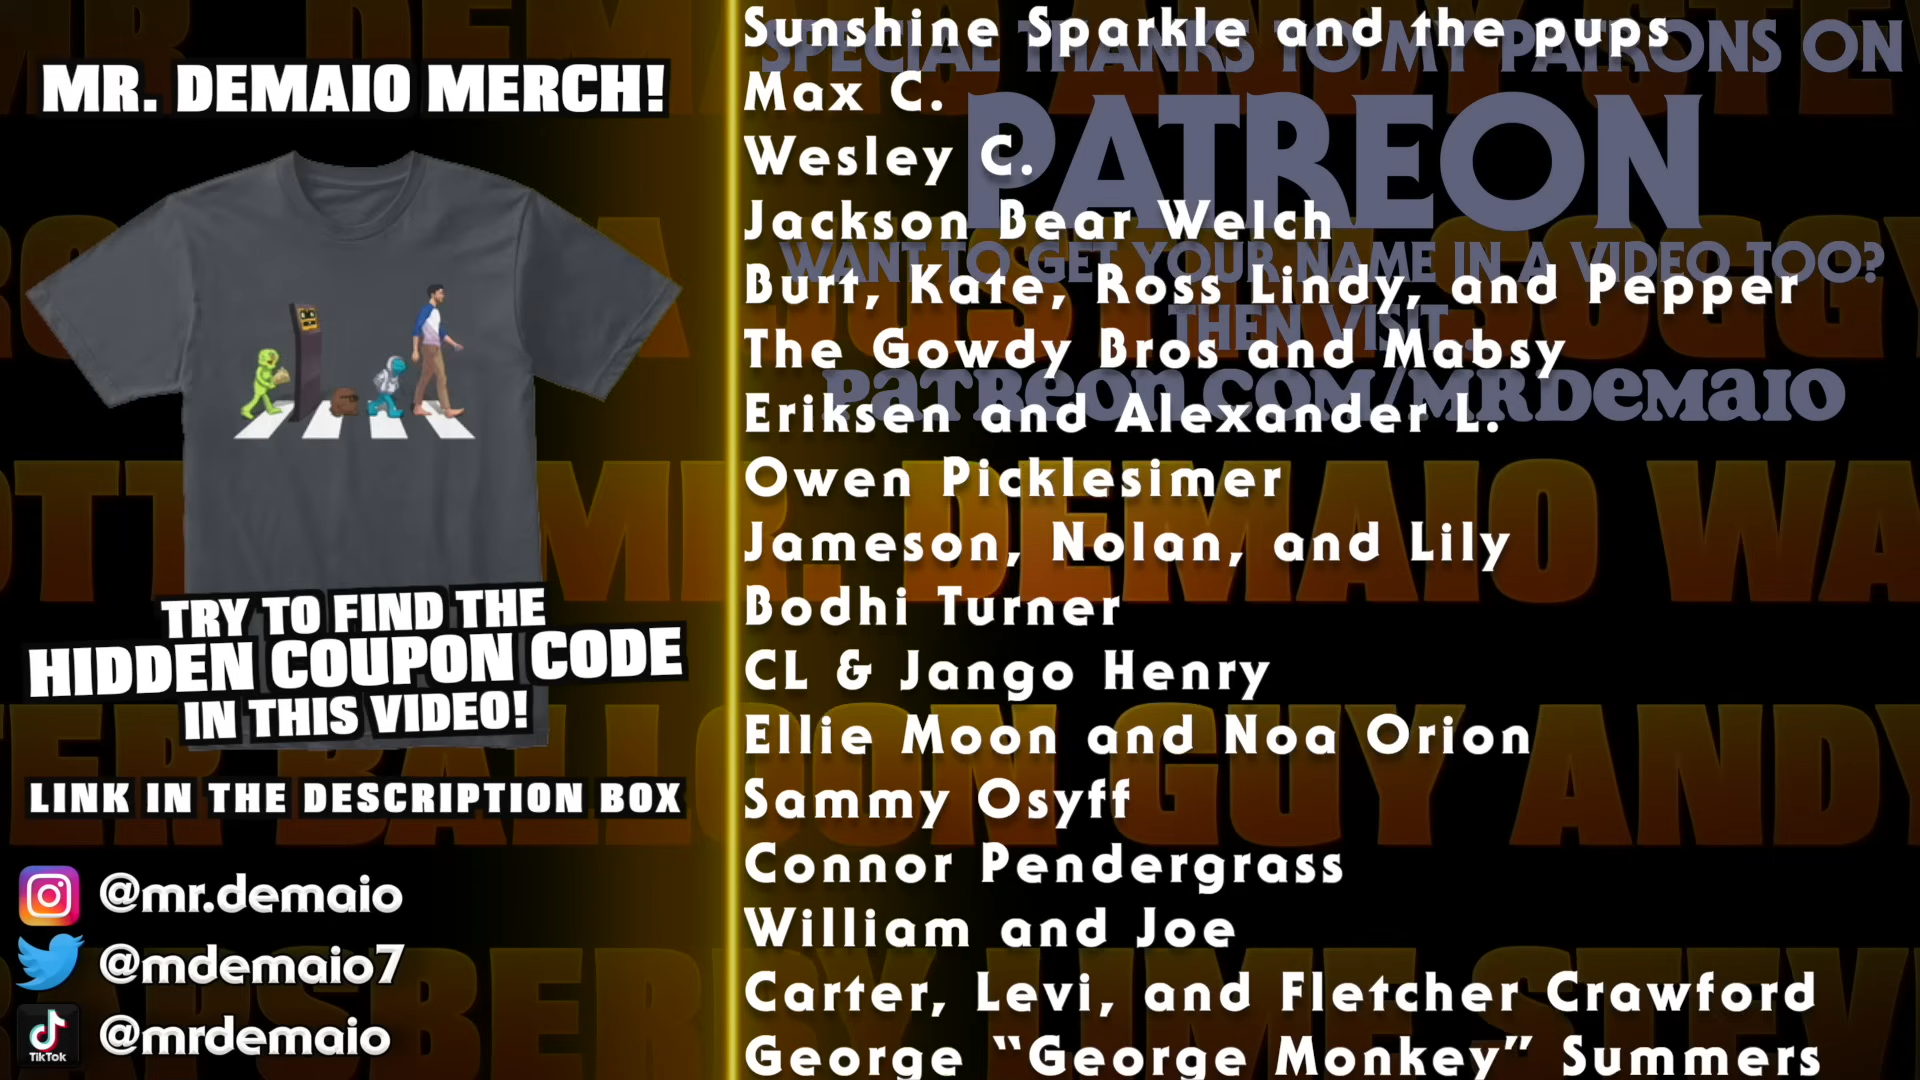 MR. DEMAIO MERCH!
TRY TO FIND THE
HIDDEN COUPON CODE
IN THIS VIDEO!
LINK IN THE DESCRIPTION BOX
@mr.demaio
@mdemaio7
TikTok
@mrdemaio
SPECIAL THANKS TO MY PATRONS ON
PATREON
WANT TO GET YOUR NAME IN A VIDEO TOO?
THEN VISIT
PATREON.COM/MRDEMAIO
Sunshine Sparkle and the pups
Max C.
Wesley C.
Jackson Bear Welch
Burt, Kate, Ross Lindy, and Pepper
The Gowdy Bros and Mabsy
Eriksen and Alexander L.
Owen Picklesimer
Jameson, Nolan, and Lily
Bodhi Turner
CL & Jango Henry
Ellie Moon and Noa Orion
Sammy Osyff
Connor Pendergrass
William and Joe
Carter, Levi, and Fletcher Crawford
George “George Monkey” Summers
MR. DEMAIO
BALLOON GUY ANDY